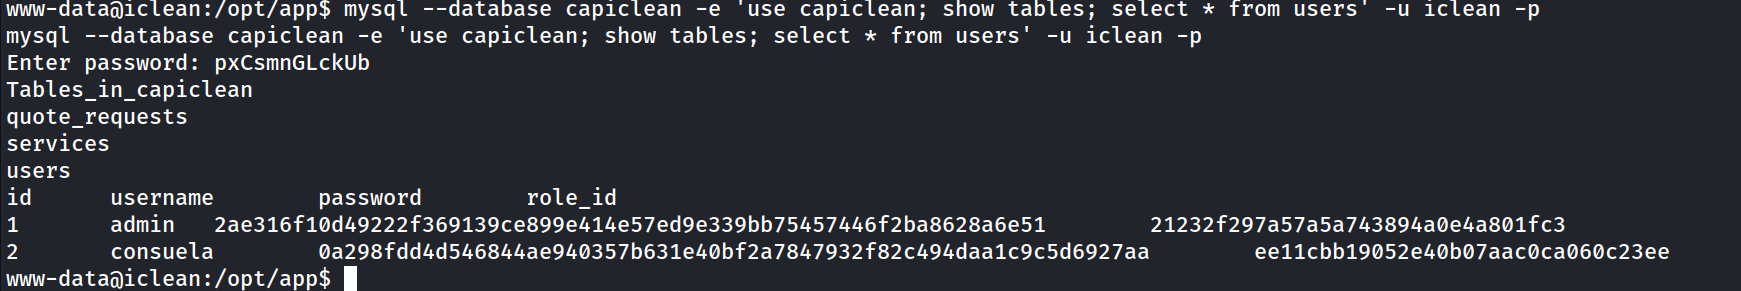 www-data@iclean:/opt/app$ mysql --database capiclean -e 'use capiclean; show tables; select * from users' -u iclean -p
mysql --database capiclean -e 'use capiclean; show tables; select * from users' -u iclean -p
Enter password: pxCsmnGLckUb
Tables_in_capiclean
quote_requests
services
users
id username password role_id
1 admin 2ae316f10d49222f369139ce899e414e57ed9e339bb75457446f2ba8628a6e51 21232f297a57a5a743894a0e4a801fc3
2 consuela 0a298fdd4d546844ae940357b631e40bf2a7847932f82c494daa1c9c5d6927aa ee11cbb19052e40b07aac0ca060c23ee
www-data@iclean:/opt/app$